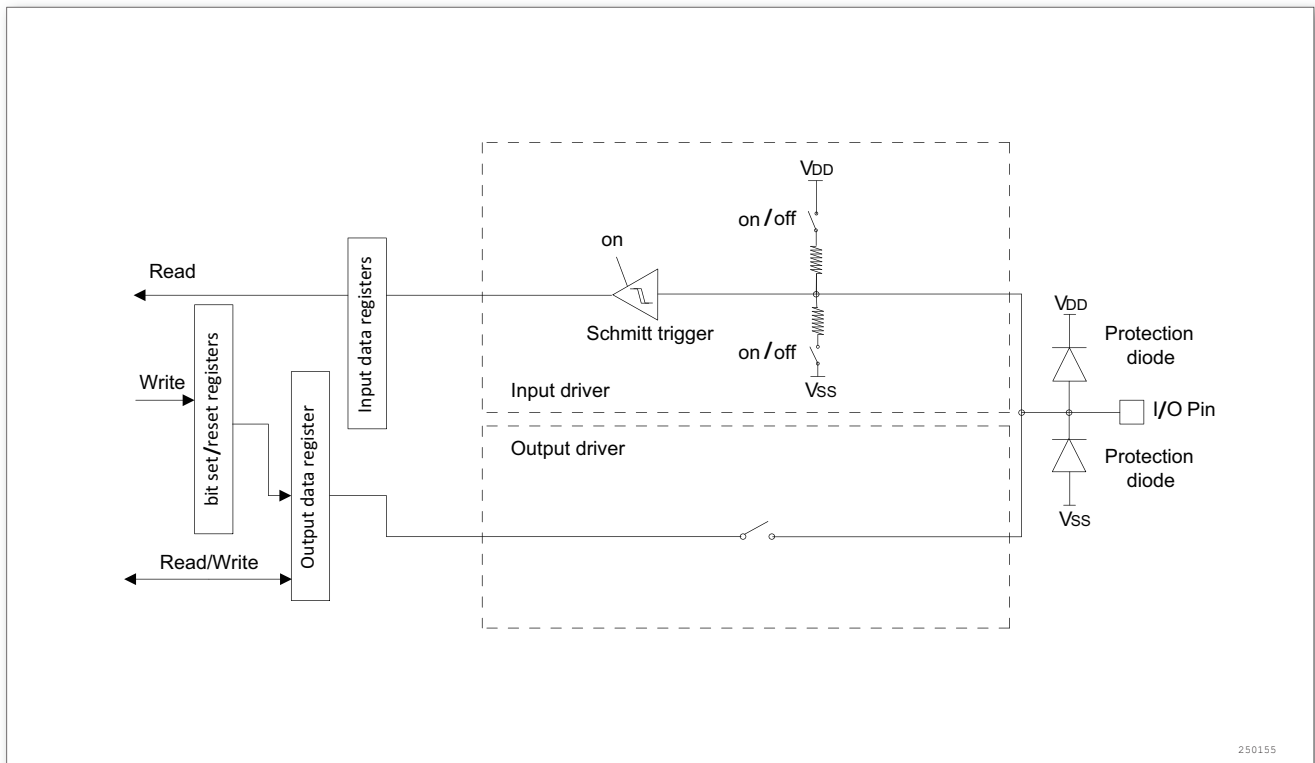 VDD
on/off
on
Read
Input data registers
Schmitt trigger
on/off
VSS
Input driver
VDD
Protection
diode
I/O Pin
Protection
diode
VSS
Write
bit set/reset registers
Output data register
Read/Write
Output driver
250155